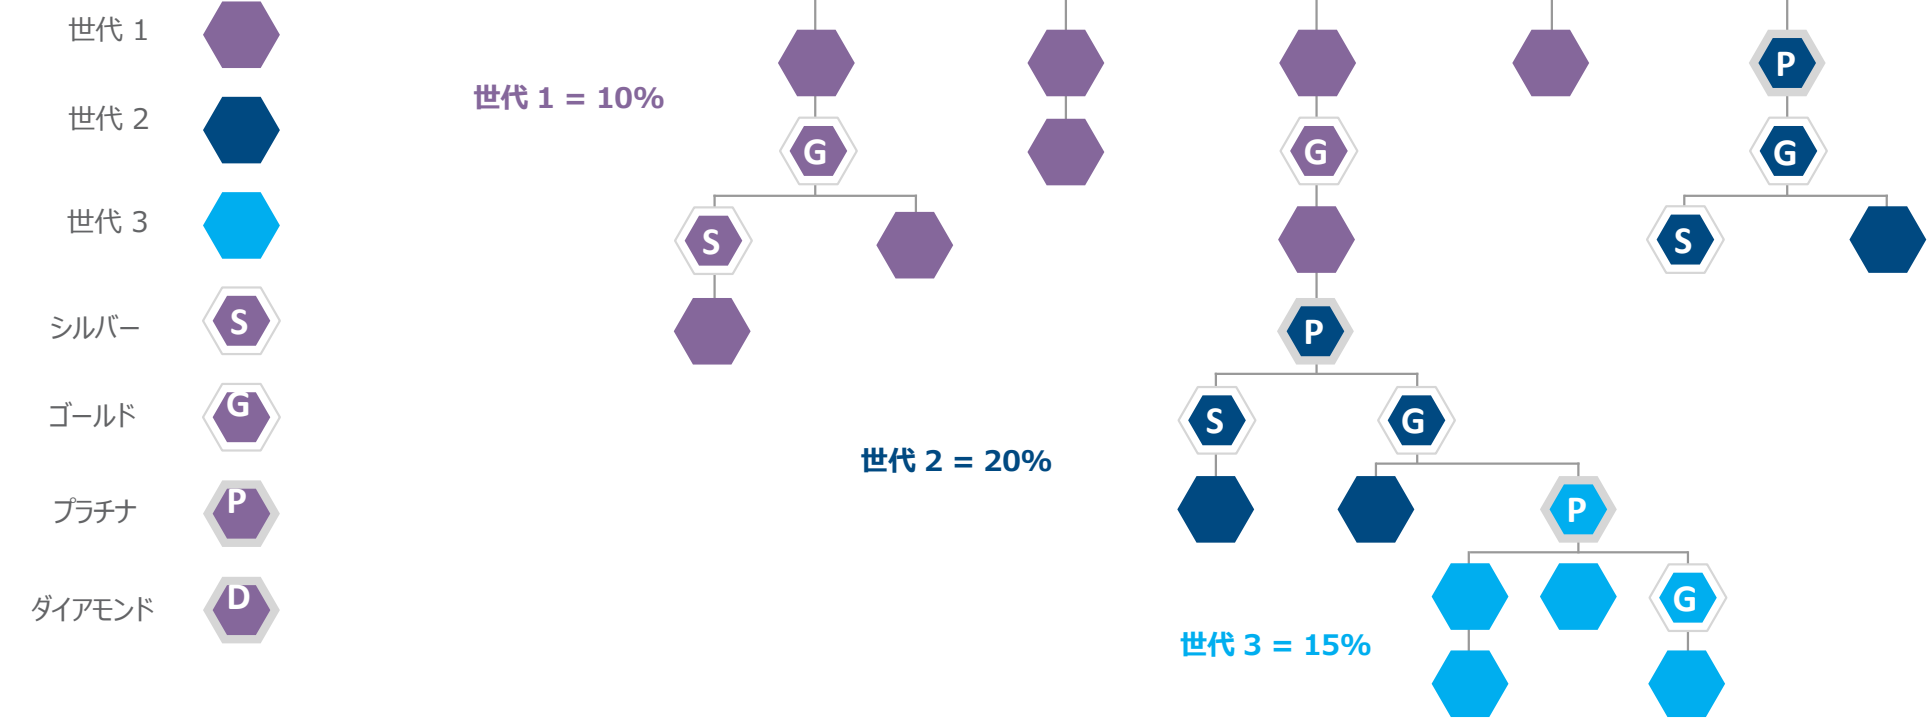 世代 1
世代 2
世代 3
シルバー
S
ゴールド
G
プラチナ
P
ダイアモンド
D
世代 1 = 10%
P
G
G
G
S
S
P
S
G
世代 2 = 20%
P
G
世代 3 = 15%